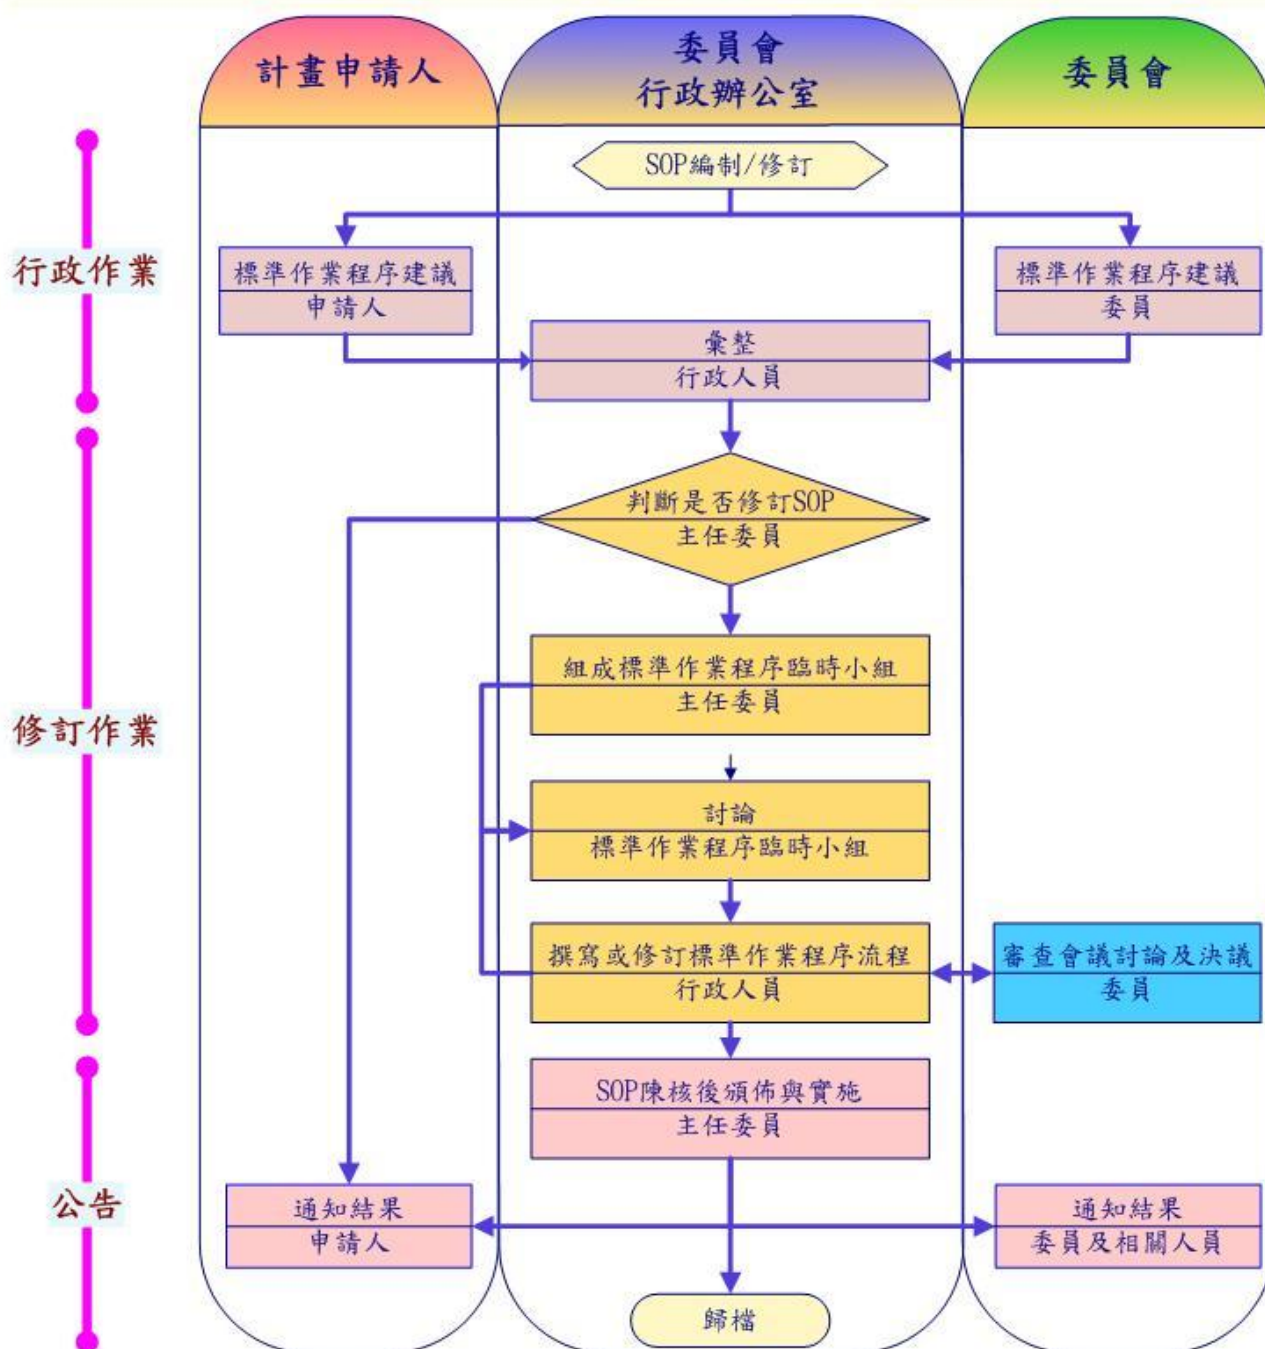 計畫申請人
委員會
行政辦公室
委員會
SOP編制/修訂
行政作業
標準作業程序建議
申請人
標準作業程序建議
委員
彙整
行政人員
判斷是否修訂SOP
主任委員
修訂作業
組成標準作業程序臨時小組
主任委員
討論
標準作業程序臨時小組
撰寫或修訂標準作業程序流程
行政人員
審查會議討論及決議
委員
SOP陳核後頒佈與實施
主任委員
公告
通知結果
申請人
通知結果
委員及相關人員
歸檔